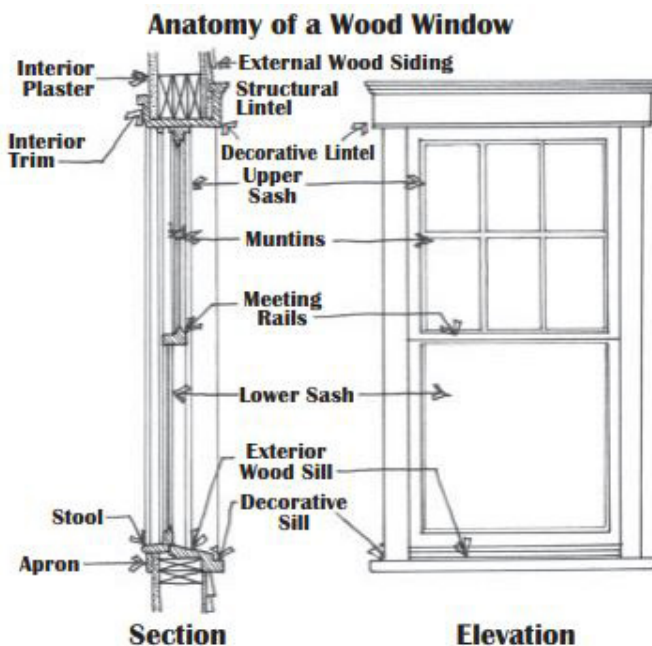 Anatomy of a Wood Window
Interior
Plaster
External Wood Siding
Structural
Lintel
Interior
Trim
Decorative Lintel
Upper
Sash
Muntins
Meeting
Rails
Lower Sash
Exterior
Wood Sill
Stool
Decorative
Sill
Apron
Section
Elevation